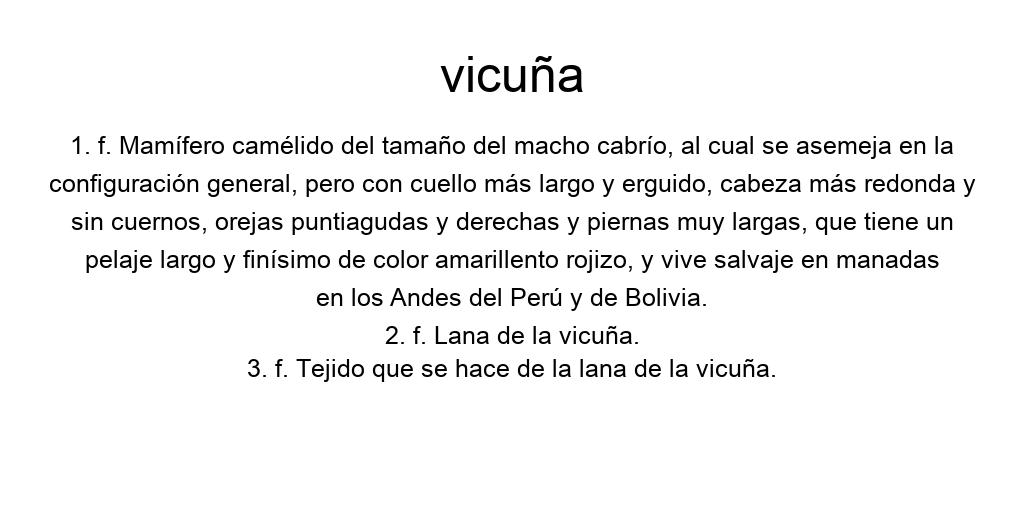 vicuña
1. f. Mamífero camélido del tamaño del macho cabrío, al cual se asemeja en la
configuración general, pero con cuello más largo y erguido, cabeza más redonda y
sin cuernos, orejas puntiagudas y derechas y piernas muy largas, que tiene un
pelaje largo y finísimo de color amarillento rojizo, y vive salvaje en manadas
en los Andes del Perú y de Bolivia.
2. f. Lana de la vicuña.
3. f. Tejido que se hace de la lana de la vicuña.